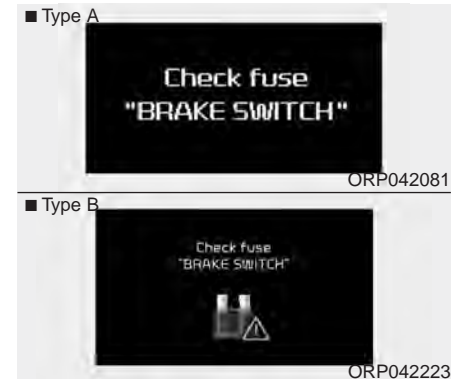 ■ Type A
Check fuse
"BRAKE SWITCH"
ORP042081
■ Type B
Check fuse
"BRAKE SWITCH"
ORP042223